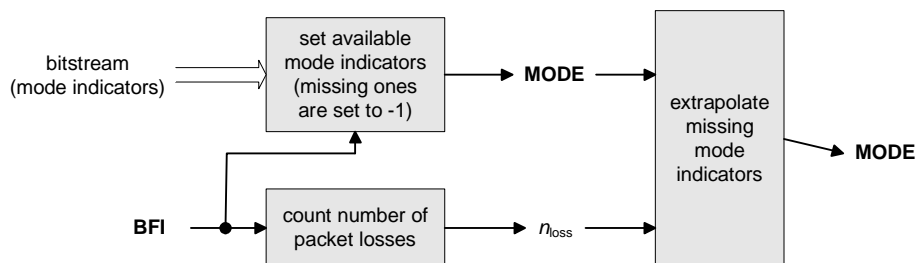 bitstream
(mode indicators)
set available
mode indicators
(missing ones
are set to -1)
MODE
extrapolate
missing
mode
indicators
MODE
BFI
count number of
packet losses
nloss